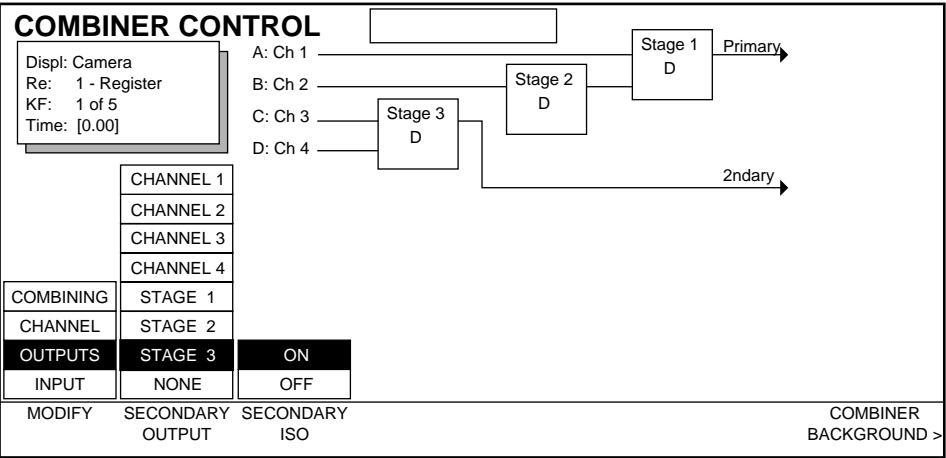 COMBINER CONTROL
Displ: Camera
Re: 1 - Register
KF: 1 of 5
Time: [0.00]
A: Ch 1
B: Ch 2
C: Ch 3
D: Ch 4
Stage 3
D
Stage 2
D
Stage 1
D
Primary
2ndary
CHANNEL 1
CHANNEL 2
CHANNEL 3
CHANNEL 4
COMBINING STAGE 1
CHANNEL STAGE 2
OUTPUTS STAGE 3 ON
INPUT NONE OFF
MODIFY SECONDARY SECONDARY COMBINER
OUTPUT ISO BACKGROUND >